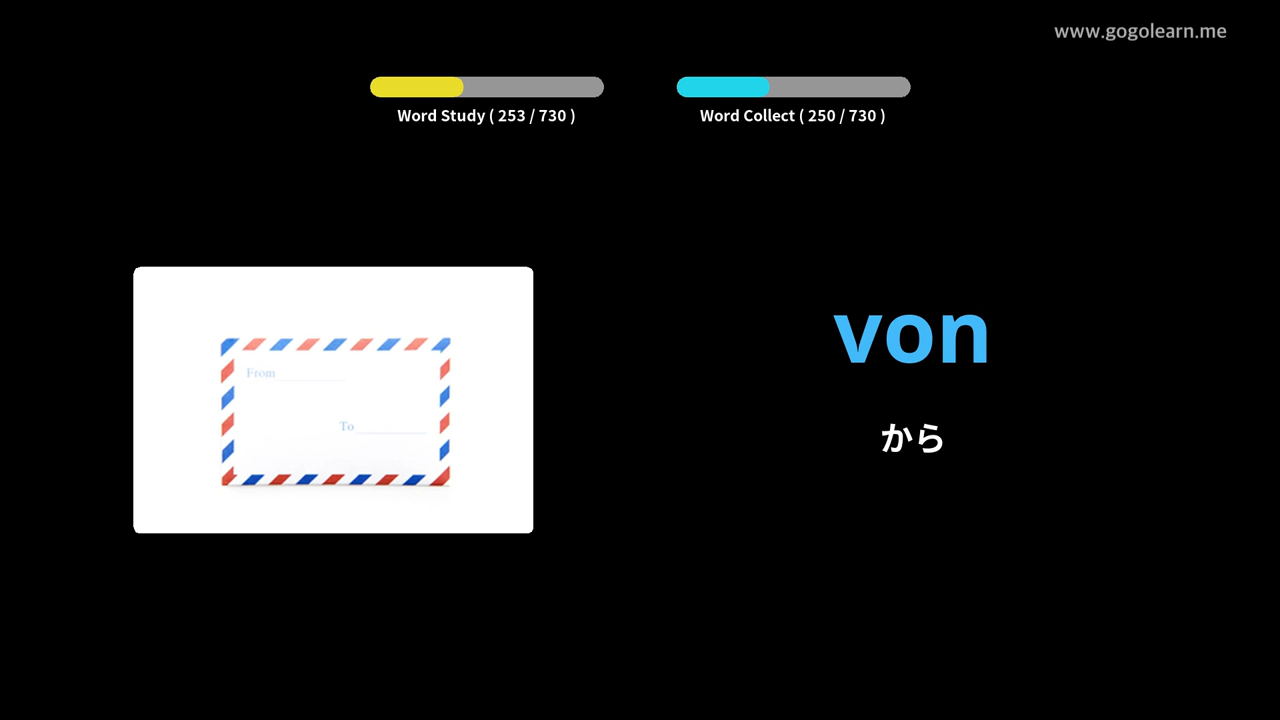 www.gogolearn.me
Word Study ( 253 / 730 )
Word Collect ( 250 / 730 )
From
To
von
から